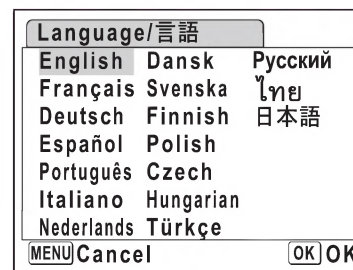 Language/言語
English Dansk Русский
Français Svenska ไทย
Deutsch Finnish 日本語
Español Polish
Português Czech
Italiano Hungarian
Nederlands Türkçe
MENU Cancel OK OK